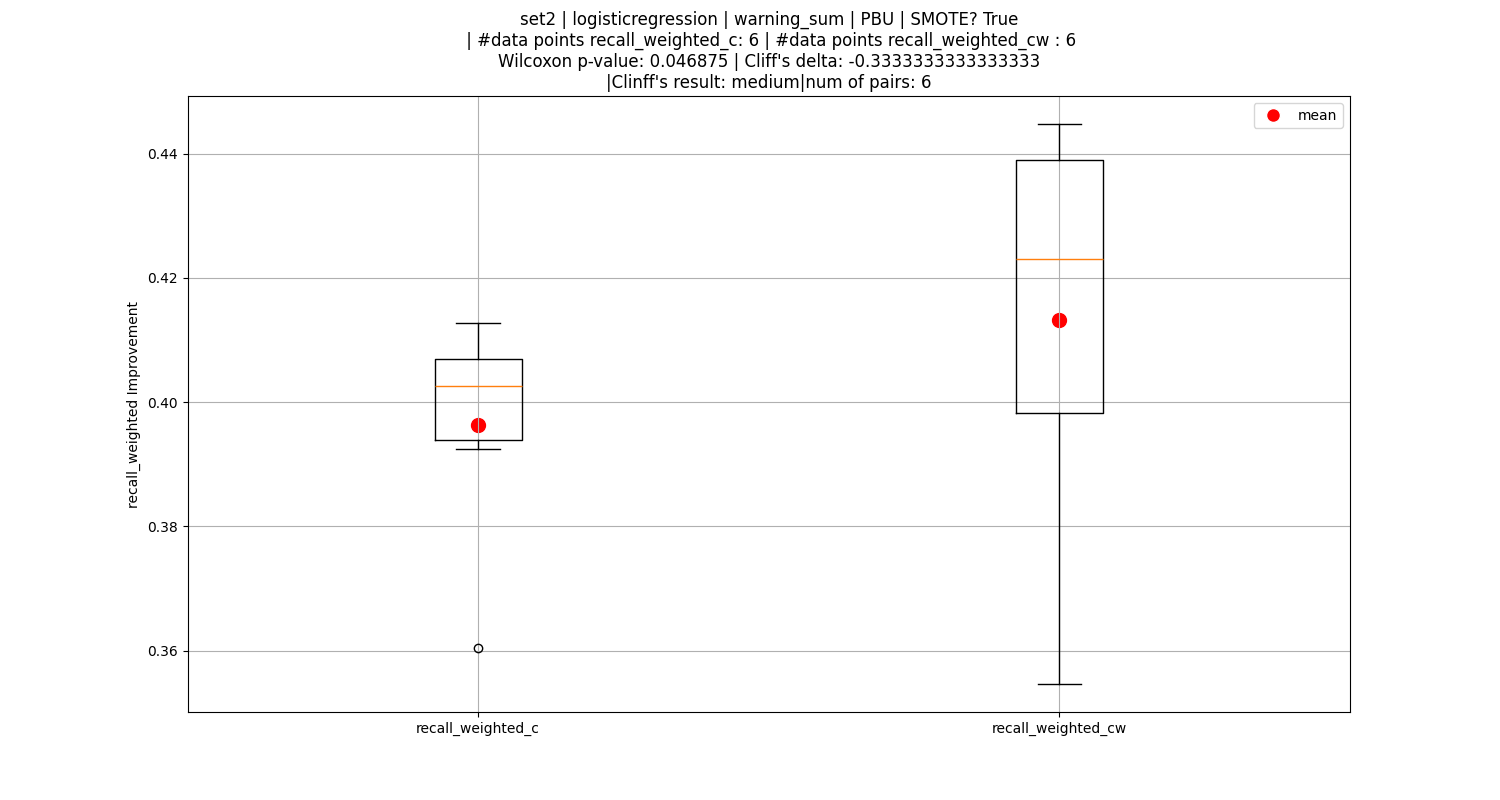 set2 | logisticregression | warning_sum | PBU | SMOTE? True
| #data points recall_weighted_c: 6 | #data points recall_weighted_cw : 6
Wilcoxon p-value: 0.046875 | Cliff's delta: -0.3333333333333333
|Clinff's result: medium|num of pairs: 6
mean
recall_weighted Improvement
0.44
0.42
0.40
0.38
0.36
recall_weighted_c
recall_weighted_cw